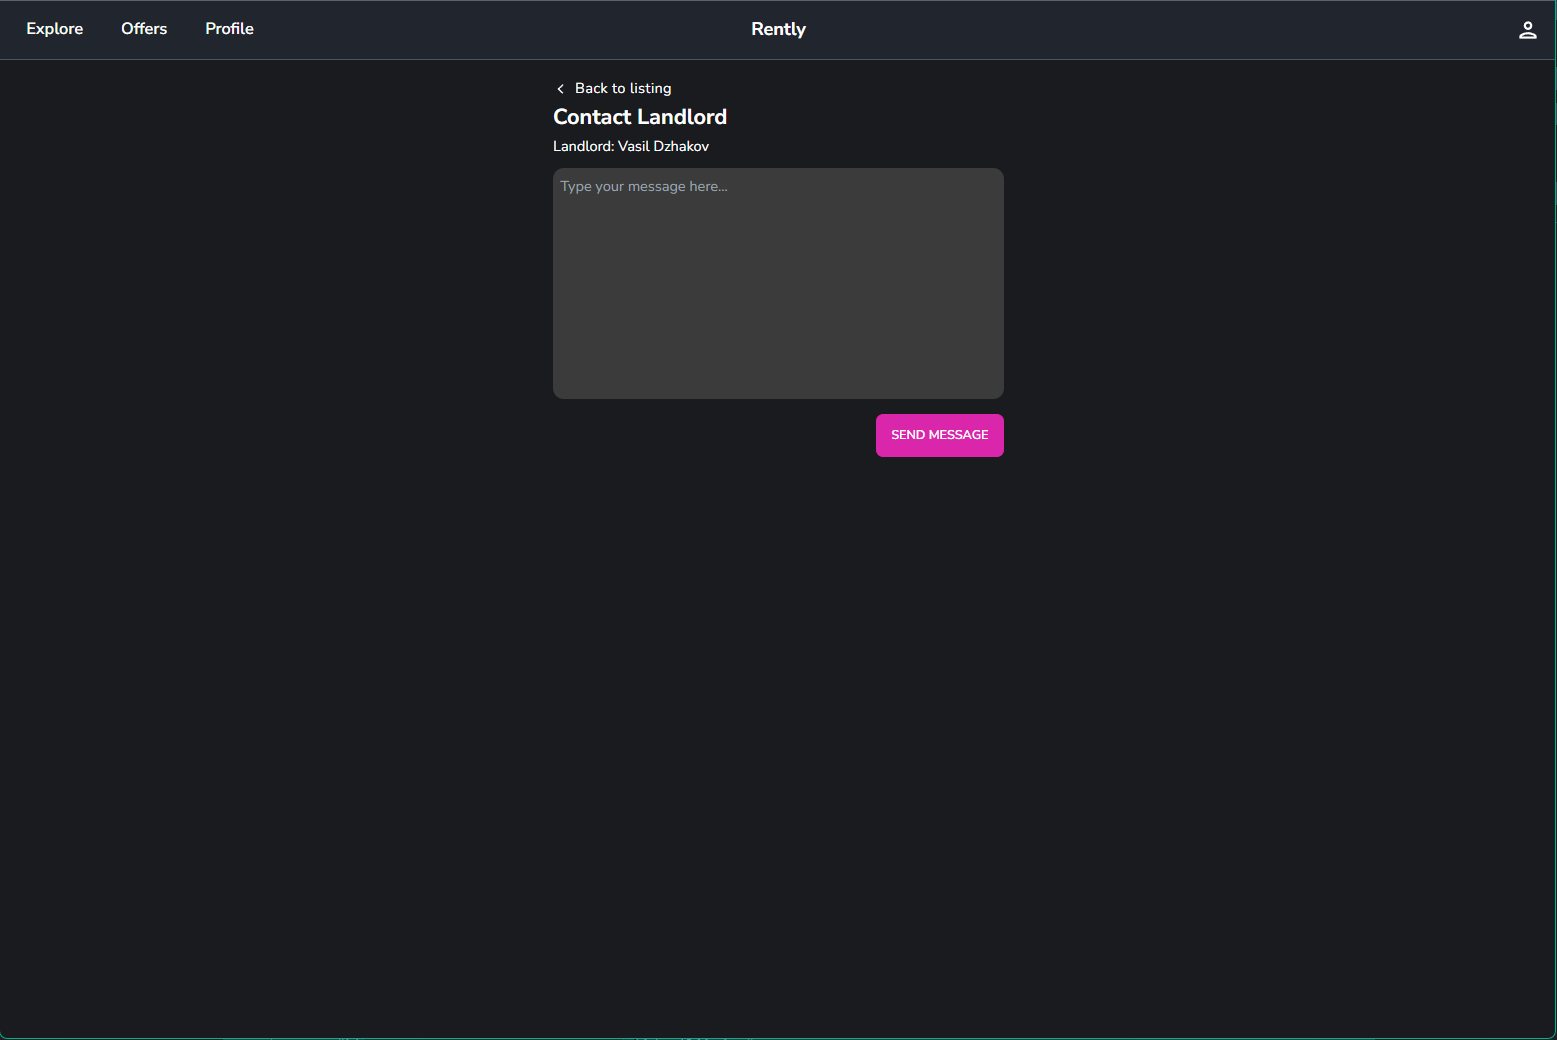 Explore Offers Profile Rently
Back to listing
Contact Landlord
Landlord: Vasil Dzhakov
Type your message here...
SEND MESSAGE